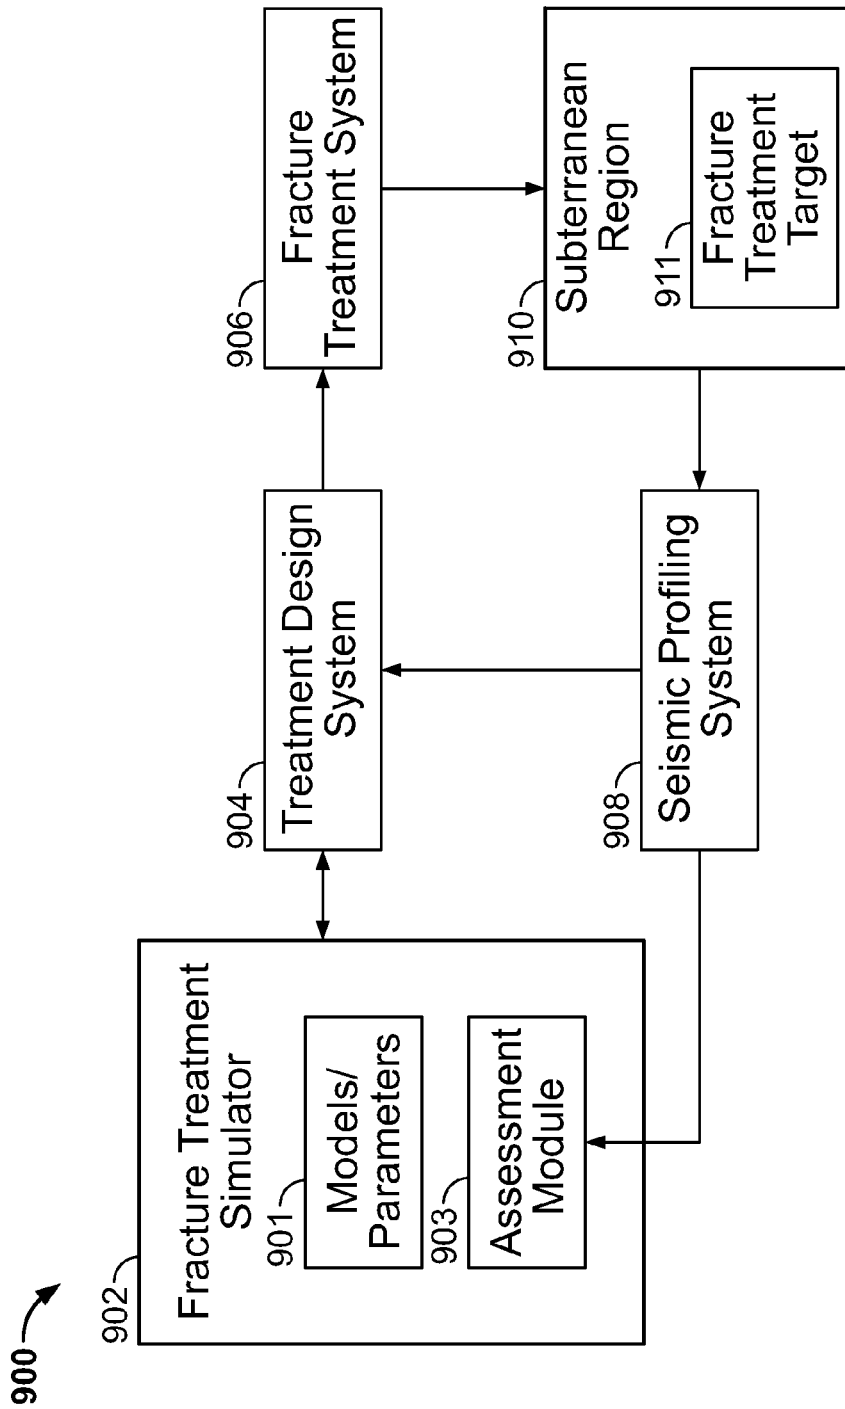 900
902
Fracture Treatment
Simulator
901
Models/
Parameters
903
Assessment
Module
904
Treatment Design
System
908
Seismic Profiling
System
906
Fracture
Treatment System
910
Subterranean
Region
911
Fracture
Treatment
Target